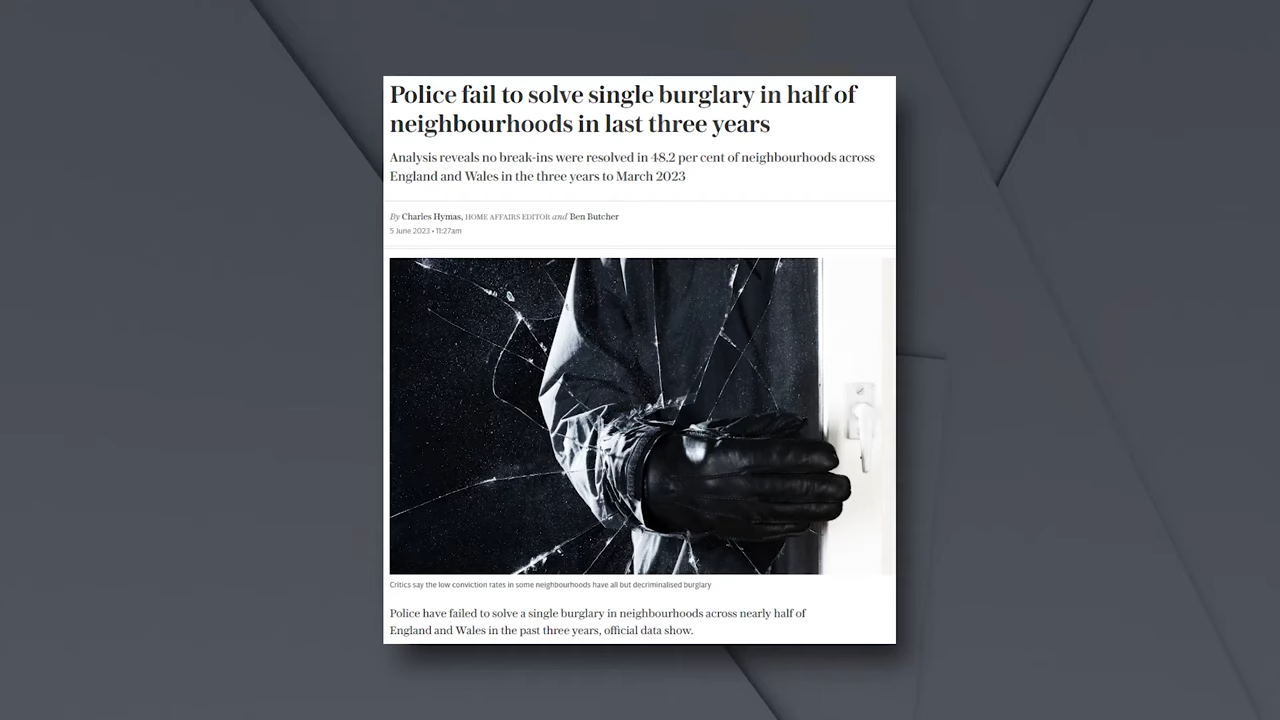 Police fail to solve single burglary in half of
neighbourhoods in last three years
Analysis reveals no break-ins were resolved in 48.2 per cent of neighbourhoods across
England and Wales in the three years to March 2023
By Charles Hymas, HOME AFFAIRS EDITOR and Ben Butcher
5 June 2023 • 11:27am
Critics say the low conviction rates in some neighbourhoods have all but decriminalised burglary
Police have failed to solve a single burglary in neighbourhoods across nearly half of
England and Wales in the past three years, official data show.